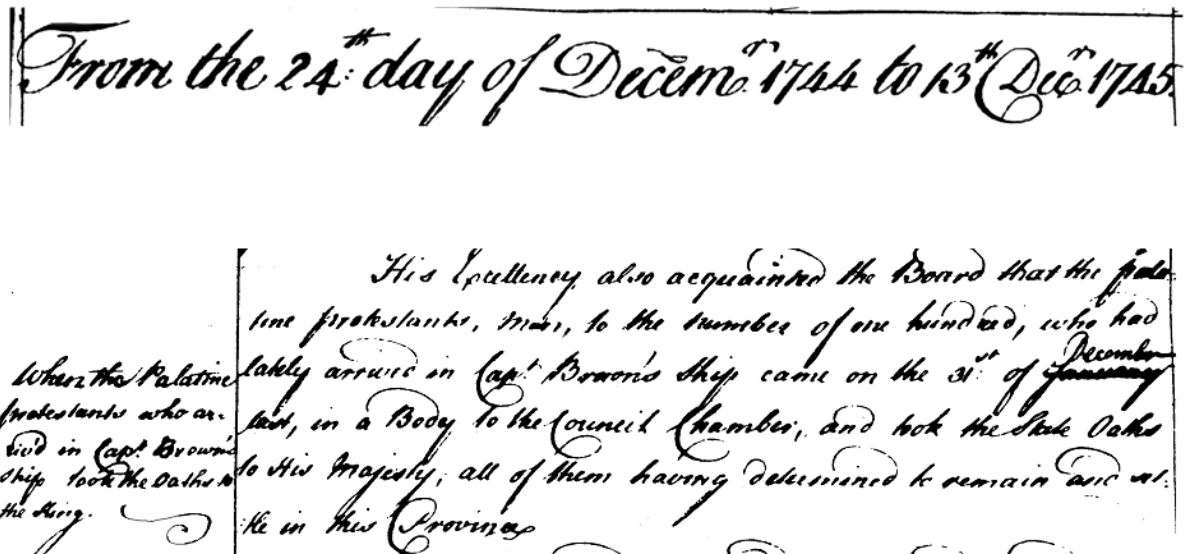 From the 24th day of Decemr. 1744 to 13th Decr. 1745.
His Excellency also acquainted the Board that the pala-
tine protestants, Men, to the number of one hundred, who had
lately arrived in Capt. Brown's Ship came on the 31st. of December January
last, in a Body to the Council Chamber, and took the State Oaths
to His Majesty, all of them having determined to remain and set-
tle in this Province
When the Palatine
protestants who ar-
riv'd in Capt. Brown's
Ship took the Oaths to
the King.